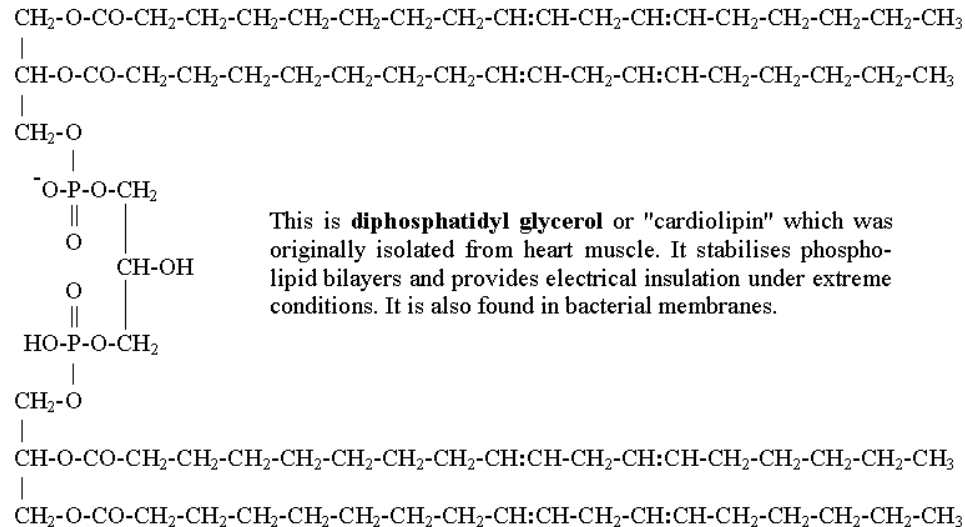 CH₂-O-CO-CH₂-CH₂-CH₂-CH₂-CH₂-CH₂-CH₂-CH:CH-CH₂-CH:CH-CH₂-CH₂-CH₂-CH₂-CH₃
|
CH-O-CO-CH₂-CH₂-CH₂-CH₂-CH₂-CH₂-CH₂-CH:CH-CH₂-CH:CH-CH₂-CH₂-CH₂-CH₂-CH₃
|
CH₂-O
|
⁻O-P-O-CH₂
||
O
CH-OH
O
||
HO-P-O-CH₂
|
CH₂-O
|
CH-O-CO-CH₂-CH₂-CH₂-CH₂-CH₂-CH₂-CH₂-CH:CH-CH₂-CH:CH-CH₂-CH₂-CH₂-CH₂-CH₃
|
CH₂-O-CO-CH₂-CH₂-CH₂-CH₂-CH₂-CH₂-CH₂-CH:CH-CH₂-CH:CH-CH₂-CH₂-CH₂-CH₂-CH₃
This is diphosphatidyl glycerol or "cardiolipin" which was
originally isolated from heart muscle. It stabilises phospho-
lipid bilayers and provides electrical insulation under extreme
conditions. It is also found in bacterial membranes.